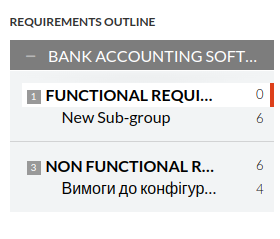 REQUIREMENTS OUTLINE
– BANK ACCOUNTING SOFT...
1 FUNCTIONAL REQUI... 0
New Sub-group 6
3 NON FUNCTIONAL R... 6
Вимоги до конфігур... 4